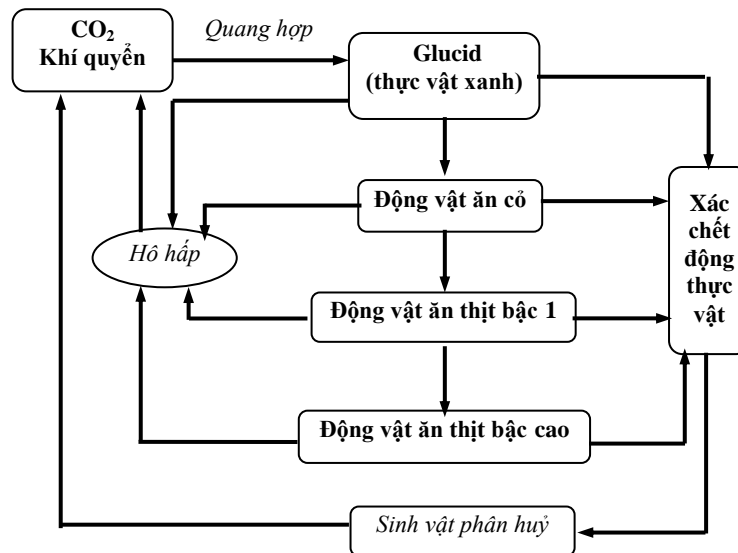 CO₂
Khí quyển
Quang hợp
Glucid
(thực vật xanh)
Động vật ăn cỏ
Xác
chết
động
thực
vật
Hô hấp
Động vật ăn thịt bậc 1
Động vật ăn thịt bậc cao
Sinh vật phân huỷ